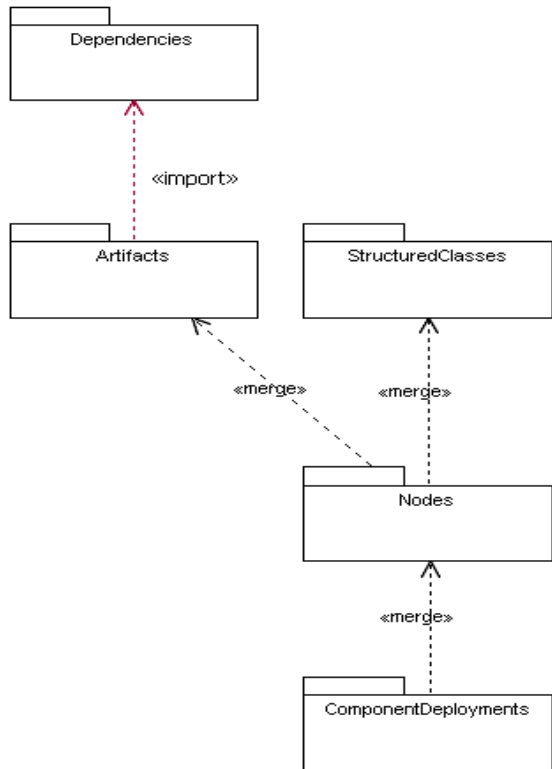 Dependencies
«import»
Artifacts
StructuredClasses
«merge»
«merge»
Nodes
«merge»
ComponentDeployments